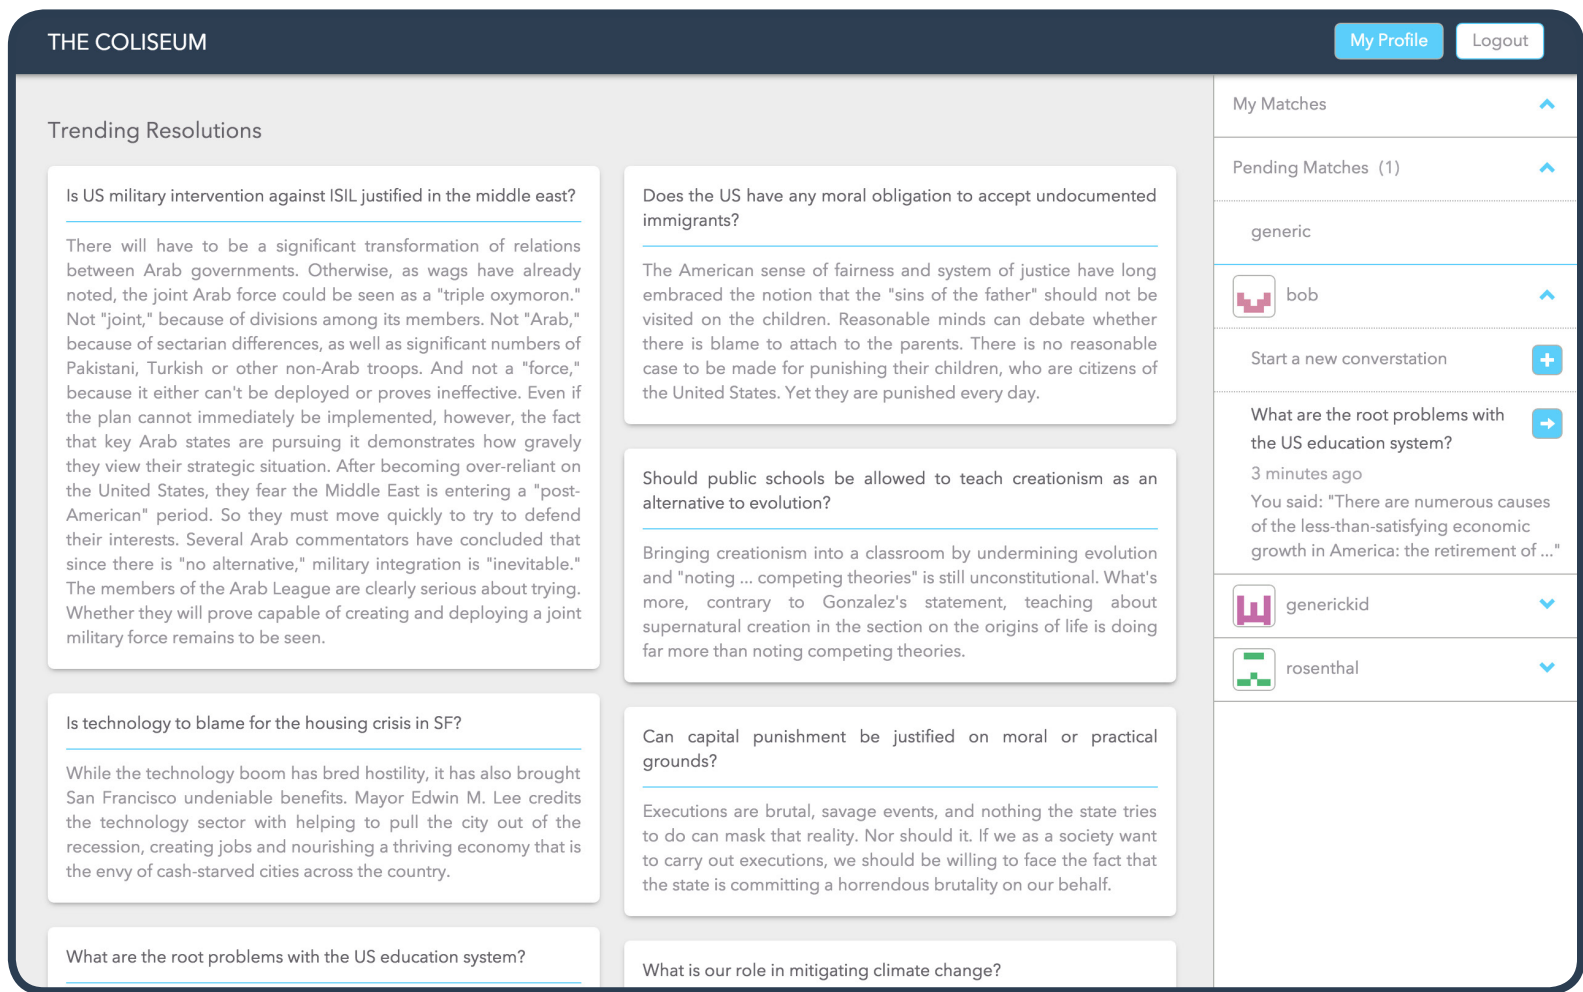 THE COLISEUM
My Profile
Logout
Trending Resolutions
Is US military intervention against ISIL justified in the middle east?
There will have to be a significant transformation of relations
between Arab governments. Otherwise, as wags have already
noted, the joint Arab force could be seen as a "triple oxymoron."
Not "joint," because of divisions among its members. Not "Arab,"
because of sectarian differences, as well as significant numbers of
Pakistani, Turkish or other non-Arab troops. And not a "force,"
because it either can't be deployed or proves ineffective. Even if
the plan cannot immediately be implemented, however, the fact
that key Arab states are pursuing it demonstrates how gravely
they view their strategic situation. After becoming over-reliant on
the United States, they fear the Middle East is entering a "post-
American" period. So they must move quickly to try to defend
their interests. Several Arab commentators have concluded that
since there is "no alternative," military integration is "inevitable."
The members of the Arab League are clearly serious about trying.
Whether they will prove capable of creating and deploying a joint
military force remains to be seen.
Is technology to blame for the housing crisis in SF?
While the technology boom has bred hostility, it has also brought
San Francisco undeniable benefits. Mayor Edwin M. Lee credits
the technology sector with helping to pull the city out of the
recession, creating jobs and nourishing a thriving economy that is
the envy of cash-starved cities across the country.
What are the root problems with the US education system?
Does the US have any moral obligation to accept undocumented
immigrants?
The American sense of fairness and system of justice have long
embraced the notion that the "sins of the father" should not be
visited on the children. Reasonable minds can debate whether
there is blame to attach to the parents. There is no reasonable
case to be made for punishing their children, who are citizens of
the United States. Yet they are punished every day.
Should public schools be allowed to teach creationism as an
alternative to evolution?
Bringing creationism into a classroom by undermining evolution
and "noting ... competing theories" is still unconstitutional. What's
more, contrary to Gonzalez's statement, teaching about
supernatural creation in the section on the origins of life is doing
far more than noting competing theories.
Can capital punishment be justified on moral or practical
grounds?
Executions are brutal, savage events, and nothing the state tries
to do can mask that reality. Nor should it. If we as a society want
to carry out executions, we should be willing to face the fact that
the state is committing a horrendous brutality on our behalf.
What is our role in mitigating climate change?
My Matches
Pending Matches (1)
generic
bob
Start a new converstation
What are the root problems with
the US education system?
3 minutes ago
You said: "There are numerous causes
of the less-than-satisfying economic
growth in America: the retirement of ..."
generickid
rosenthal